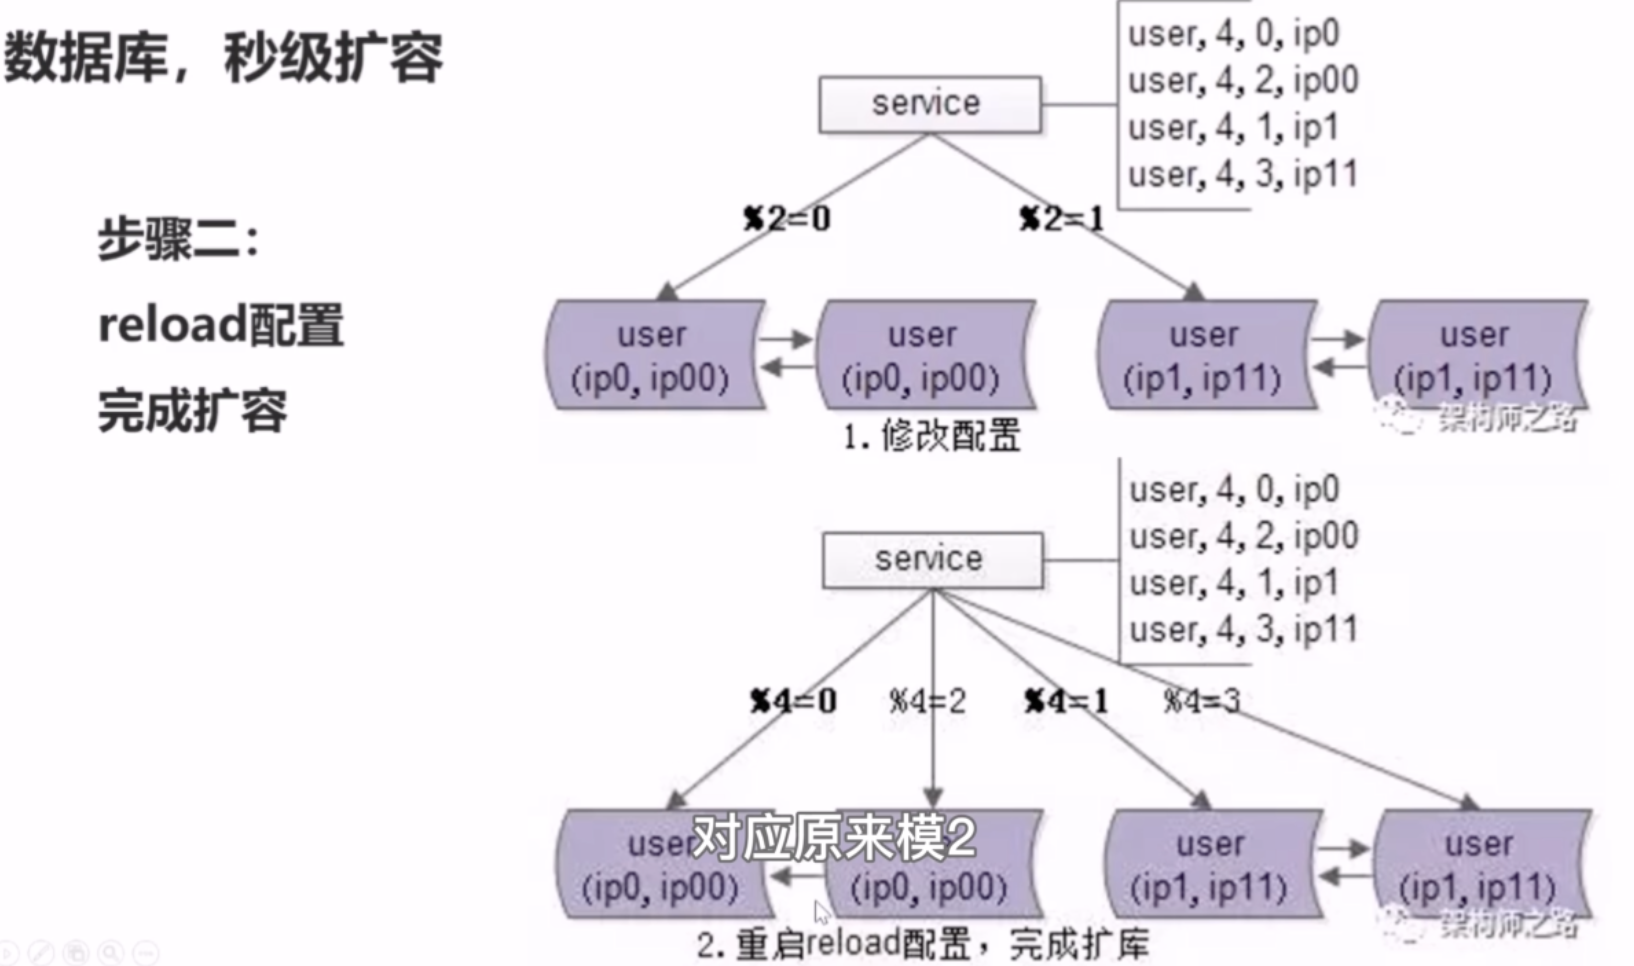 数据库，秒级扩容
步骤二：
reload配置
完成扩容
user, 4, 0, ip0
user, 4, 2, ip00
user, 4, 1, ip1
user, 4, 3, ip11
service
%2=0
%2=1
user
(ip0, ip00)
user
(ip0, ip00)
user
(ip1, ip11)
user
(ip1, ip11)
架构师之路
1.修改配置
user, 4, 0, ip0
user, 4, 2, ip00
user, 4, 1, ip1
user, 4, 3, ip11
service
%4=0
%4=2
%4=1
%4=3
user
(ip0, ip00)
对应原来模2
(ip0, ip00)
user
(ip1, ip11)
user
(ip1, ip11)
架构师之路
2.重启reload配置，完成扩库